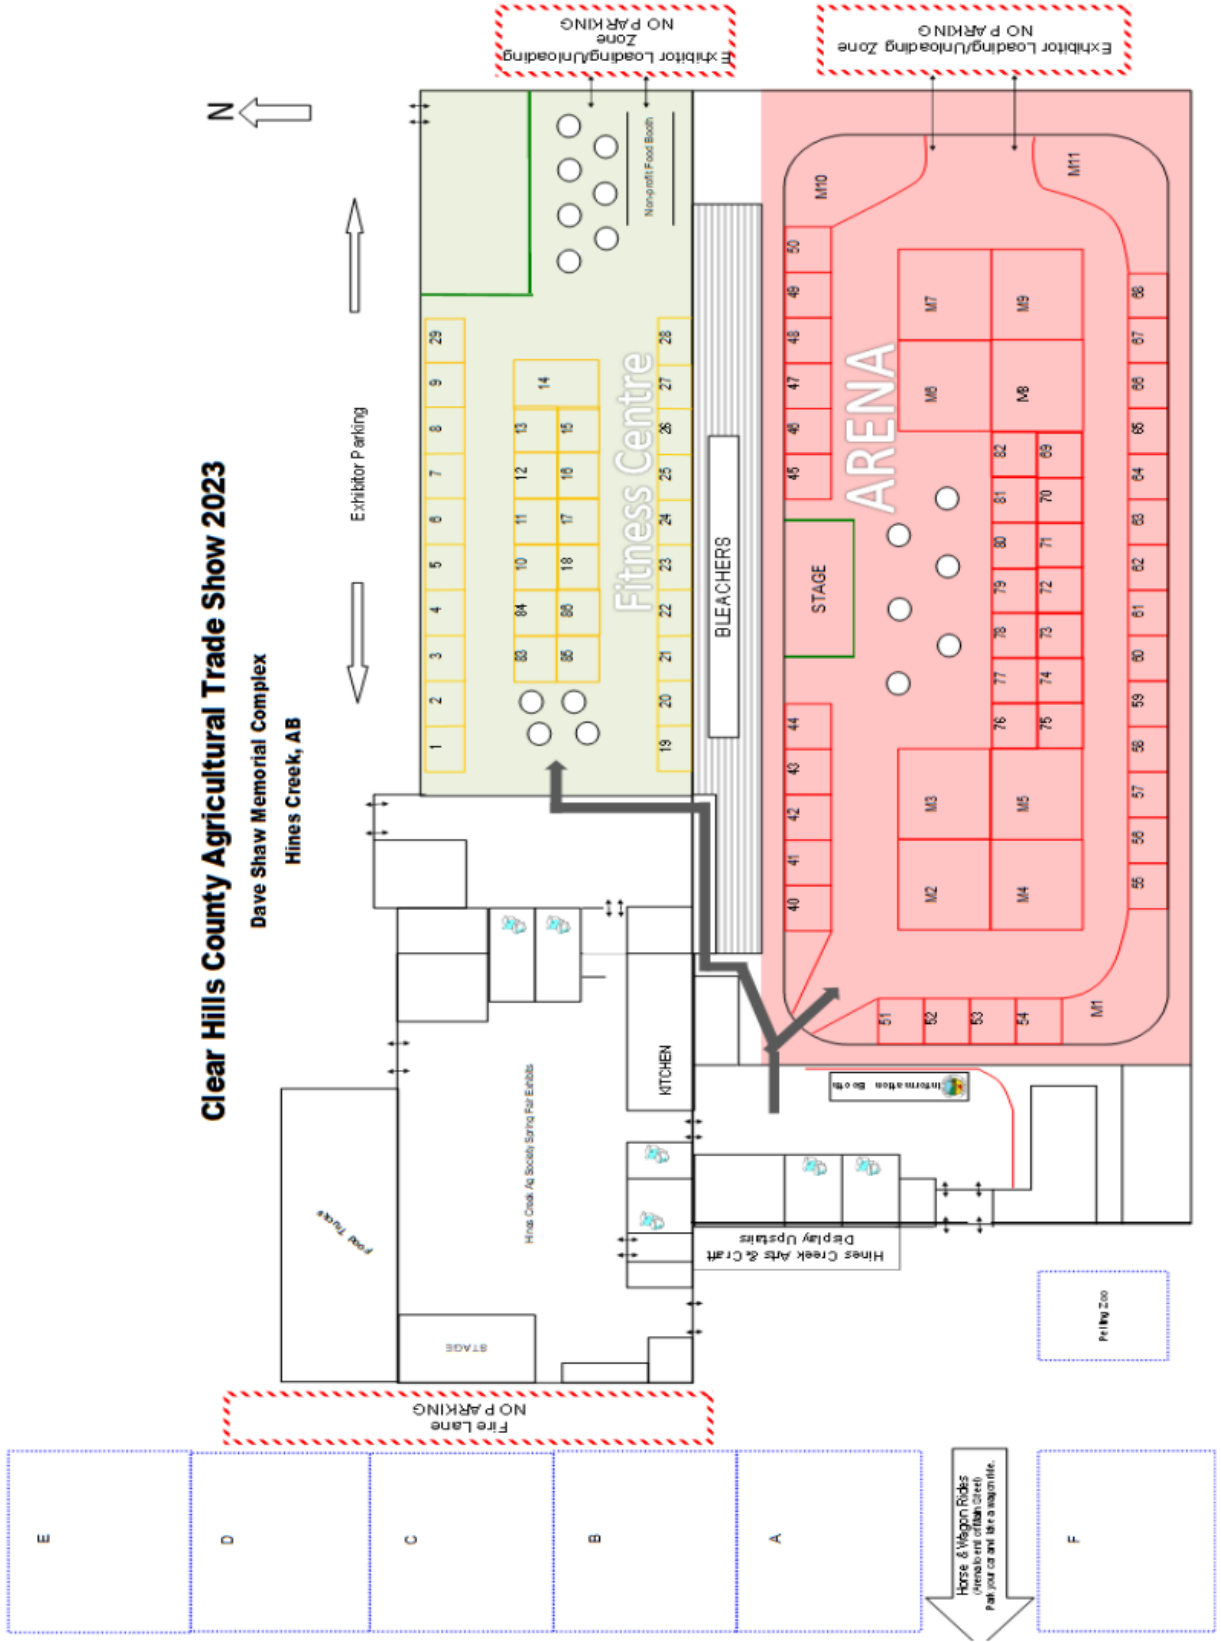 Clear Hills County Agricultural Trade Show 2023
Dave Shaw Memorial Complex
Hines Creek, AB
N
Exhibitor Parking
Exhibitor Loading/Unloading
Zone
NO PARKING
Exhibitor Loading/Unloading Zone
NO PARKING
Non-profit Food Booth
Fitness Centre
1
2
3
4
5
6
7
8
9
29
83
84
10
11
12
13
14
85
86
18
17
16
15
19
20
21
22
23
24
25
26
27
28
BLEACHERS
ARENA
STAGE
40
41
42
43
44
45
46
47
48
49
50
M10
M11
M7
M9
M6
M8
M3
M5
M2
M4
M1
76
77
78
79
80
81
82
75
74
73
72
71
70
69
51
52
53
54
55
56
57
58
59
60
61
62
63
64
65
66
67
68
KITCHEN
Hines Creek Ag Society Spring Fair Exhibits
Food Trucks
STAGE
Information Booth
Hines Creek Arts & Craft
Display Upstairs
Fire Lane
NO PARKING
Petting Zoo
Horse & Wagon Rides
(Arena to end of Main Street)
Park your car and take a wagon ride.
E
D
C
B
A
F